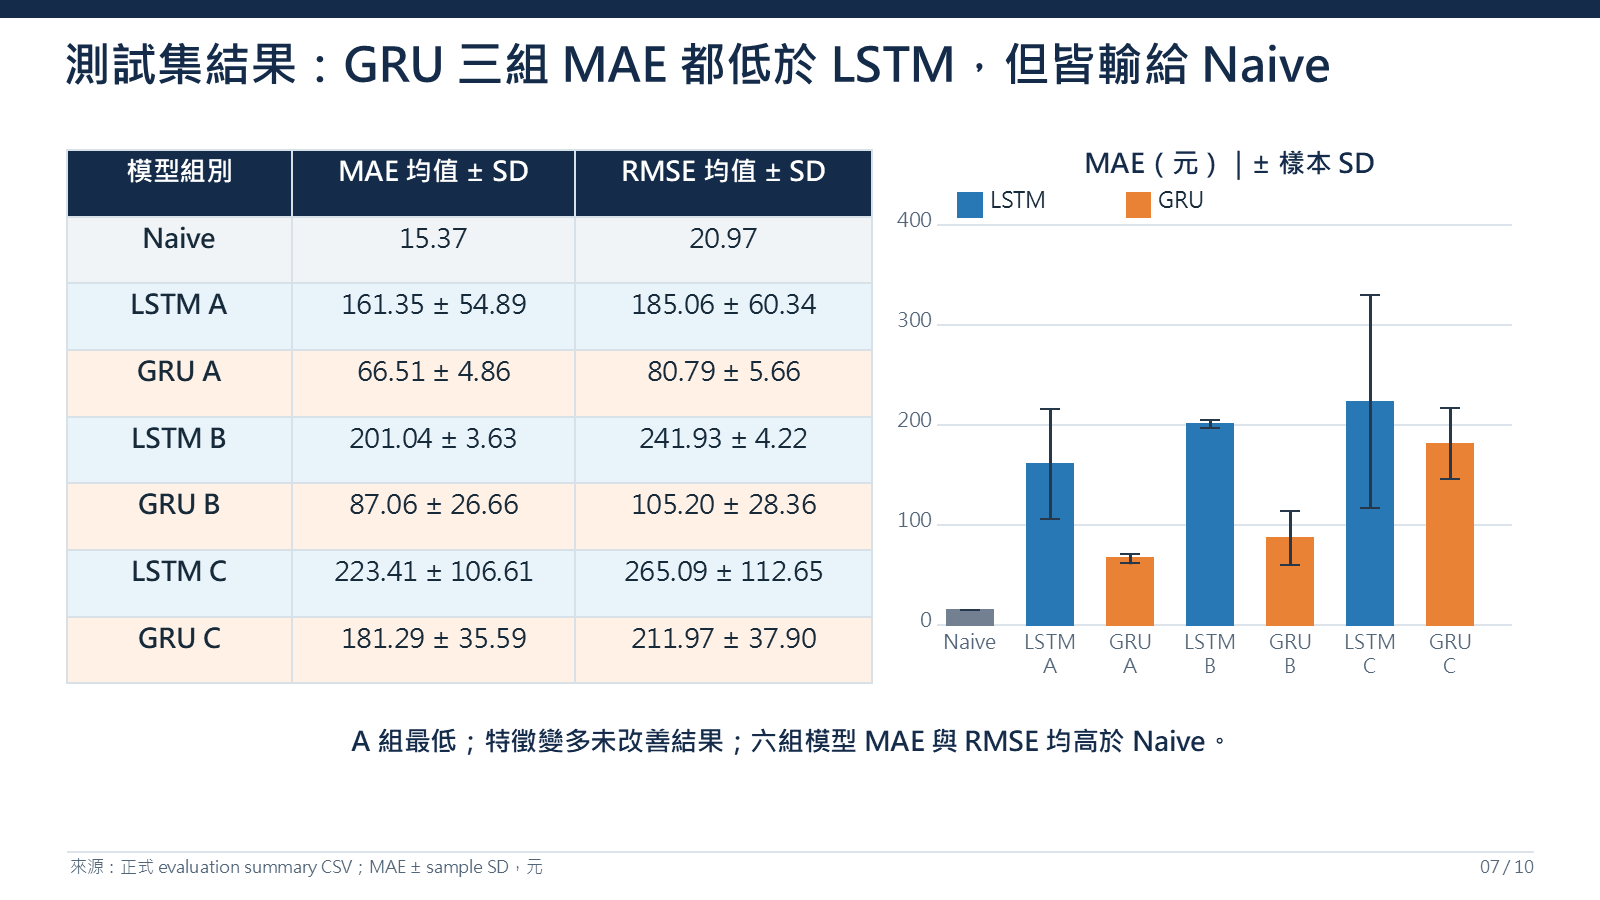 測試集結果：GRU 三組 MAE 都低於 LSTM，但皆輸給 Naive
模型組別 MAE 均值 ± SD RMSE 均值 ± SD
Naive 15.37 20.97
LSTM A 161.35 ± 54.89 185.06 ± 60.34
GRU A 66.51 ± 4.86 80.79 ± 5.66
LSTM B 201.04 ± 3.63 241.93 ± 4.22
GRU B 87.06 ± 26.66 105.20 ± 28.36
LSTM C 223.41 ± 106.61 265.09 ± 112.65
GRU C 181.29 ± 35.59 211.97 ± 37.90
MAE（元）｜± 樣本 SD
LSTM GRU
400
300
200
100
0
Naive LSTM GRU LSTM GRU LSTM GRU
A A B B C C
A 組最低；特徵變多未改善結果；六組模型 MAE 與 RMSE 均高於 Naive。
來源：正式 evaluation summary CSV；MAE ± sample SD，元
07 / 10